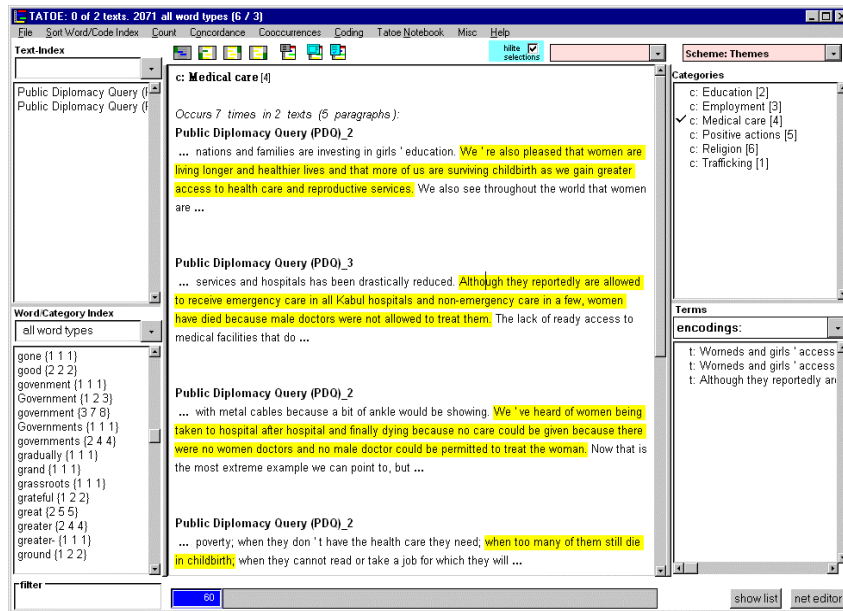 TATOE: 0 of 2 texts. 2071 all word types (6 / 3)
File Sort Word/Code Index Count Concordance Cooccurrences Coding Tatoe Notebook Misc Help
Text-Index
hilite selections
Scheme: Themes
Public Diplomacy Query (
Public Diplomacy Query (
c: Medical care [4]
Occurs 7 times in 2 texts (5 paragraphs):
Public Diplomacy Query (PDQ)_2
... nations and families are investing in girls ' education. We ' re also pleased that women are
living longer and healthier lives and that more of us are surviving childbirth as we gain greater
access to health care and reproductive services. We also see throughout the world that women
are ...
Public Diplomacy Query (PDQ)_3
... services and hospitals has been drastically reduced. Although they reportedly are allowed
to receive emergency care in all Kabul hospitals and non-emergency care in a few, women
have died because male doctors were not allowed to treat them. The lack of ready access to
medical facilities that do ...
Public Diplomacy Query (PDQ)_2
... with metal cables because a bit of ankle would be showing. We ' ve heard of women being
taken to hospital after hospital and finally dying because no care could be given because there
were no women doctors and no male doctor could be permitted to treat the woman. Now that is
the most extreme example we can point to, but ...
Public Diplomacy Query (PDQ)_2
... poverty; when they don ' t have the health care they need; when too many of them still die
in childbirth; when they cannot read or take a job for which they will ...
Categories
c: Education [2]
c: Employment [3]
c: Medical care [4]
c: Positive actions [5]
c: Religion [6]
c: Trafficking [1]
Word/Category Index
all word types
gone {1 1 1}
good {2 2 2}
govenment {1 1 1}
Government {1 2 3}
government {3 7 8}
Governments {1 1 1}
governments {2 4 4}
gradually {1 1 1}
grand {1 1 1}
grassroots {1 1 1}
grateful {1 2 2}
great {2 5 5}
greater {2 4 4}
greater- {1 1 1}
ground {1 2 2}
Terms
encodings:
t: Womeds and girls ' access
t: Womeds and girls ' access
t: Although they reportedly are
filter
60
show list
net editor